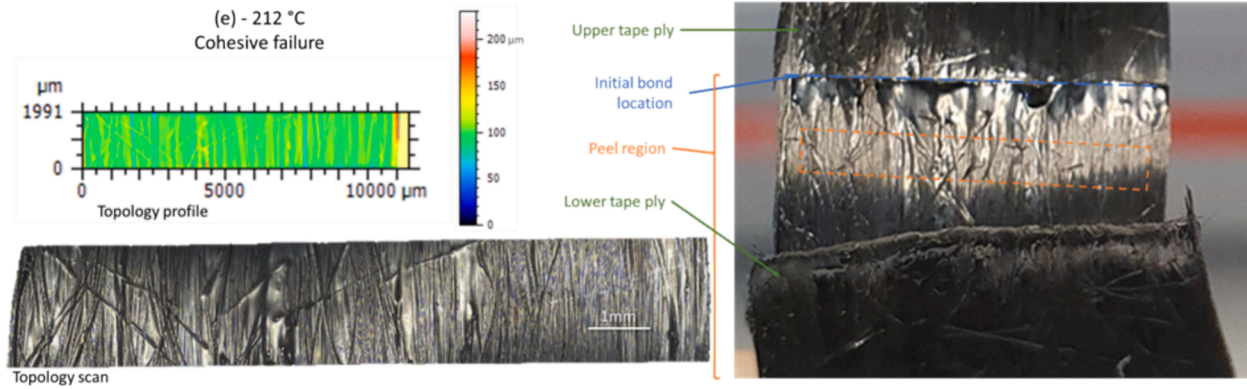 (e) - 212 °C
Cohesive failure
µm
1991
0
0
5000
10000 µm
Topology profile
200 µm
150
100
50
0
Topology scan
1mm
Upper tape ply
Initial bond
location
Peel region
Lower tape ply